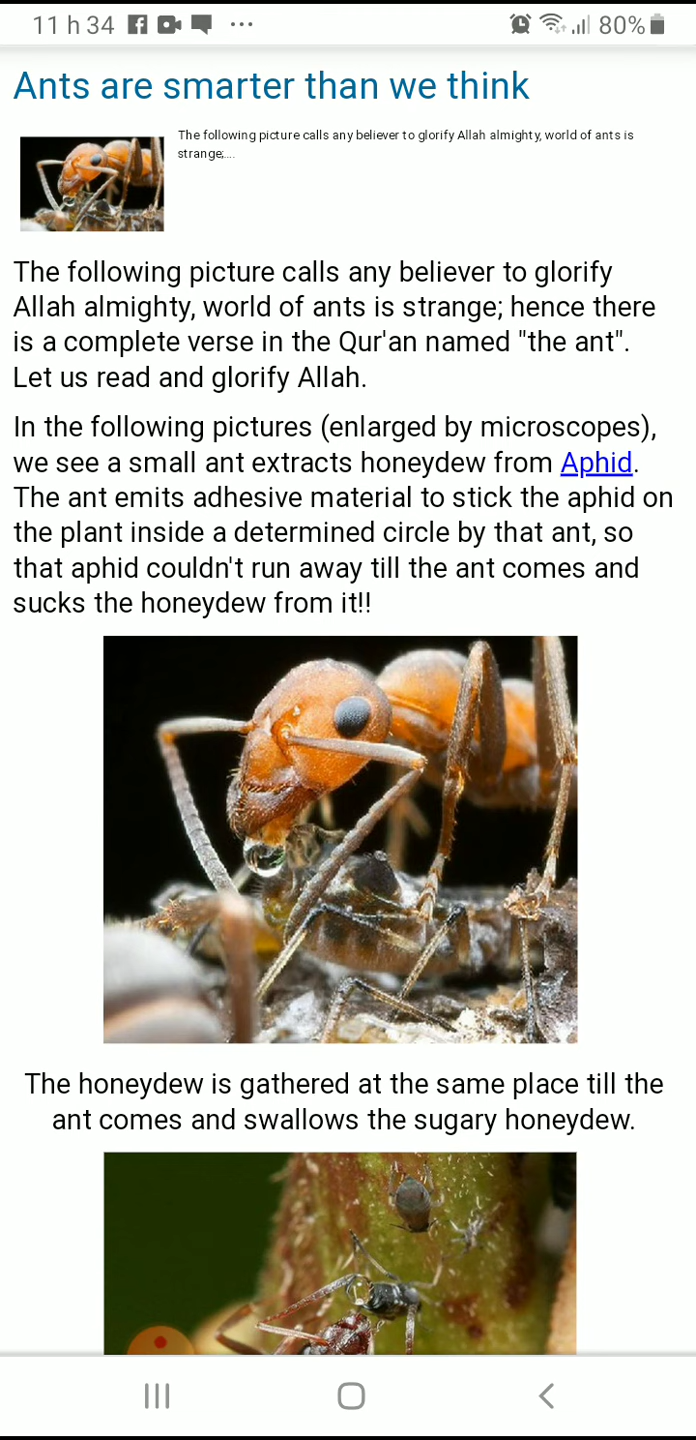 11 h 34
80%
Ants are smarter than we think
The following picture calls any believer to glorify Allah almighty, world of ants is
strange;....
The following picture calls any believer to glorify
Allah almighty, world of ants is strange; hence there
is a complete verse in the Qur'an named "the ant".
Let us read and glorify Allah.
In the following pictures (enlarged by microscopes),
we see a small ant extracts honeydew from Aphid.
The ant emits adhesive material to stick the aphid on
the plant inside a determined circle by that ant, so
that aphid couldn't run away till the ant comes and
sucks the honeydew from it!!
The honeydew is gathered at the same place till the
ant comes and swallows the sugary honeydew.